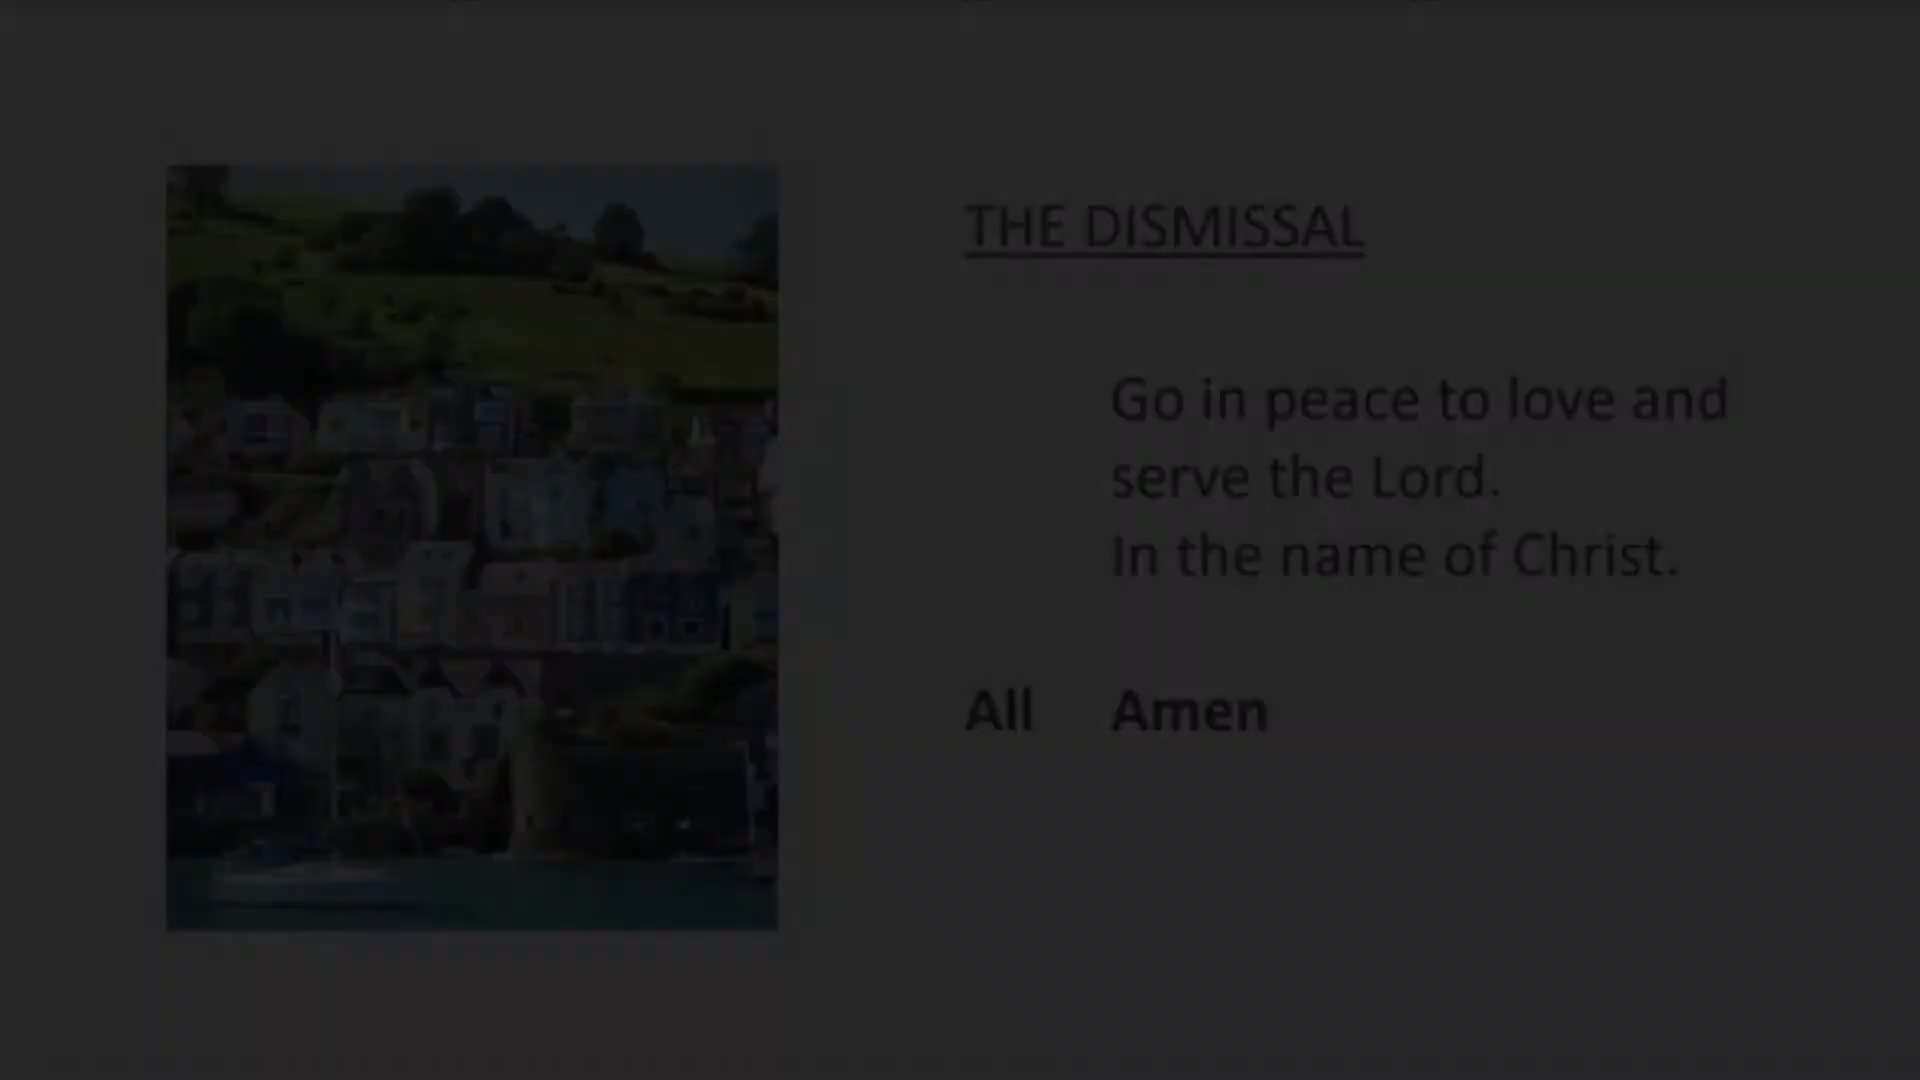 THE DISMISSAL
Go in peace to love and
serve the Lord.
In the name of Christ.
All Amen